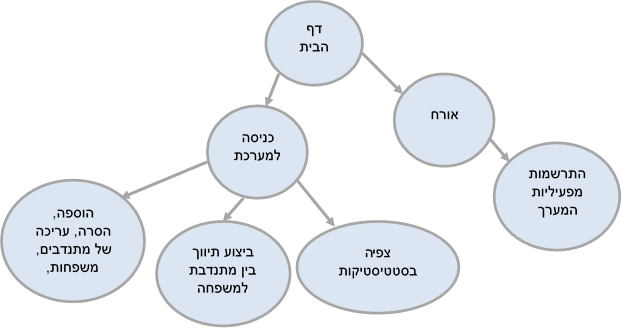 דף
הבית
אורח
כניסה
למערכת
התרשמות
מפעיליות
המערך
הוספה,
הסרה, עריכה
של מתנדבים,
משפחות,
ביצוע תיווך
בין מתנדבת
למשפחה
צפיה
בסטטיסטיקות